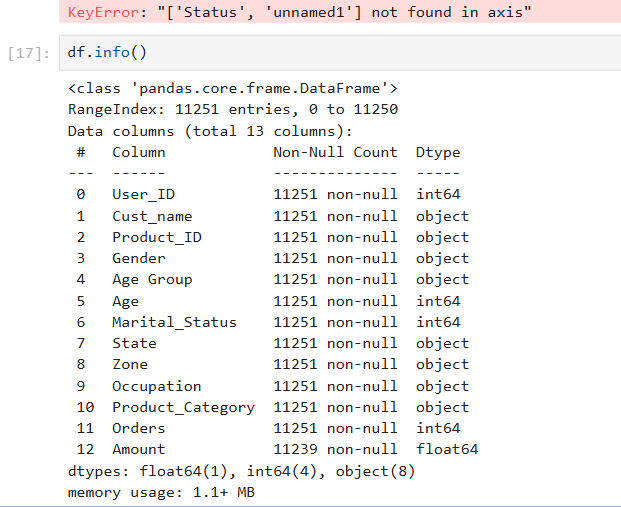 KeyError: "['Status', 'unnamed1'] not found in axis"
[17]: df.info()
<class 'pandas.core.frame.DataFrame'>
RangeIndex: 11251 entries, 0 to 11250
Data columns (total 13 columns):
 #   Column            Non-Null Count  Dtype
---  ------            --------------  -----
 0   User_ID           11251 non-null  int64
 1   Cust_name         11251 non-null  object
 2   Product_ID        11251 non-null  object
 3   Gender            11251 non-null  object
 4   Age Group         11251 non-null  object
 5   Age               11251 non-null  int64
 6   Marital_Status    11251 non-null  int64
 7   State             11251 non-null  object
 8   Zone              11251 non-null  object
 9   Occupation        11251 non-null  object
 10  Product_Category  11251 non-null  object
 11  Orders            11251 non-null  int64
 12  Amount            11239 non-null  float64
dtypes: float64(1), int64(4), object(8)
memory usage: 1.1+ MB